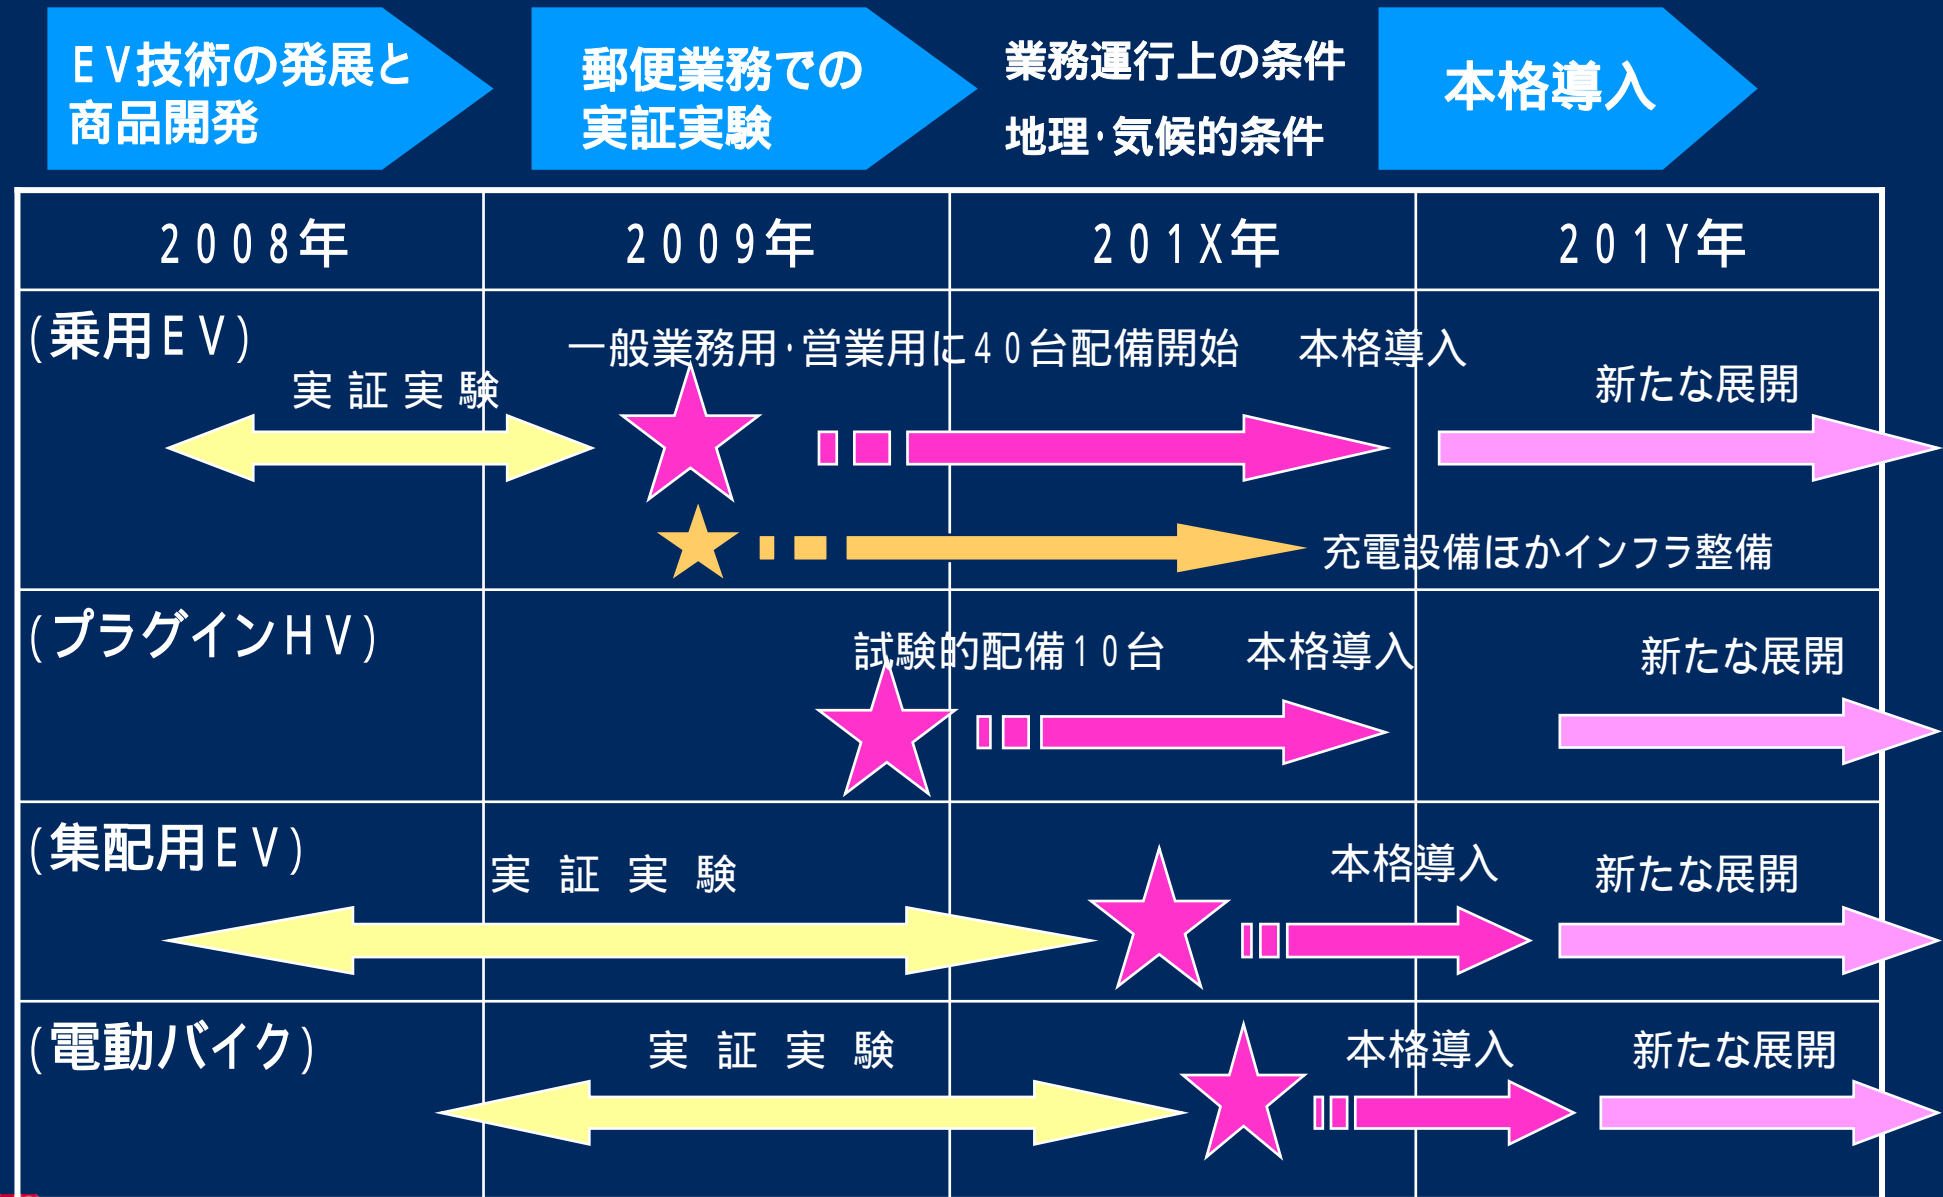 ＥＶ技術の発展と
商品開発
郵便業務での
実証実験
業務運行上の条件
地理・気候的条件
本格導入
２００８年
２００９年
２０１Ｘ年
２０１Ｙ年
(乗用ＥＶ)
実証実験
一般業務用・営業用に４０台配備開始
本格導入
新たな展開
充電設備ほかインフラ整備
(プラグインＨＶ)
試験的配備１０台
本格導入
新たな展開
(集配用ＥＶ)
実証実験
本格導入
新たな展開
(電動バイク)
実証実験
本格導入
新たな展開